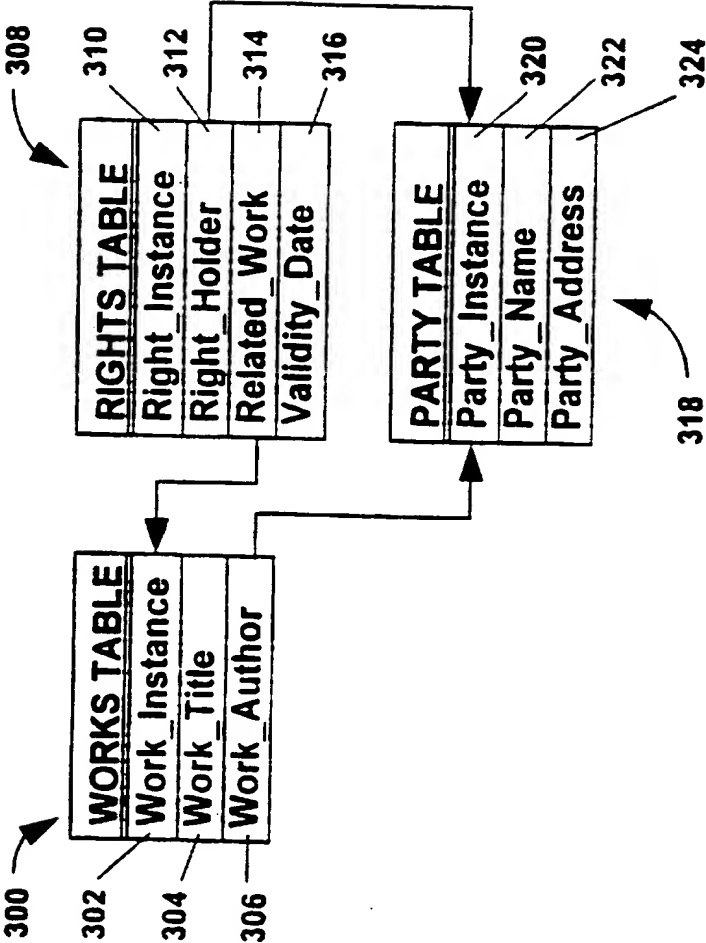 300
WORKS TABLE
302 Work_Instance
304 Work_Title
306 Work_Author
308
RIGHTS TABLE
Right_Instance 310
Right_Holder 312
Related_Work 314
Validity_Date 316
318
PARTY TABLE
Party_Instance 320
Party_Name 322
Party_Address 324